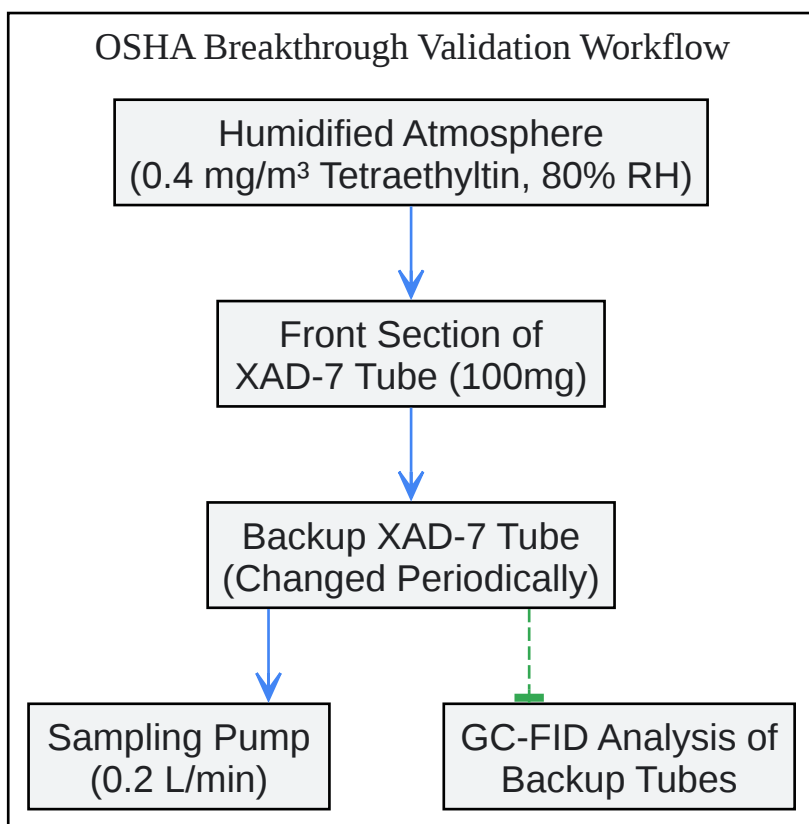 OSHA Breakthrough Validation Workflow
Humidified Atmosphere
(0.4 mg/m³ Tetraethyltin, 80% RH)
Front Section of
XAD-7 Tube (100mg)
Backup XAD-7 Tube
(Changed Periodically)
Sampling Pump
(0.2 L/min)
GC-FID Analysis of
Backup Tubes